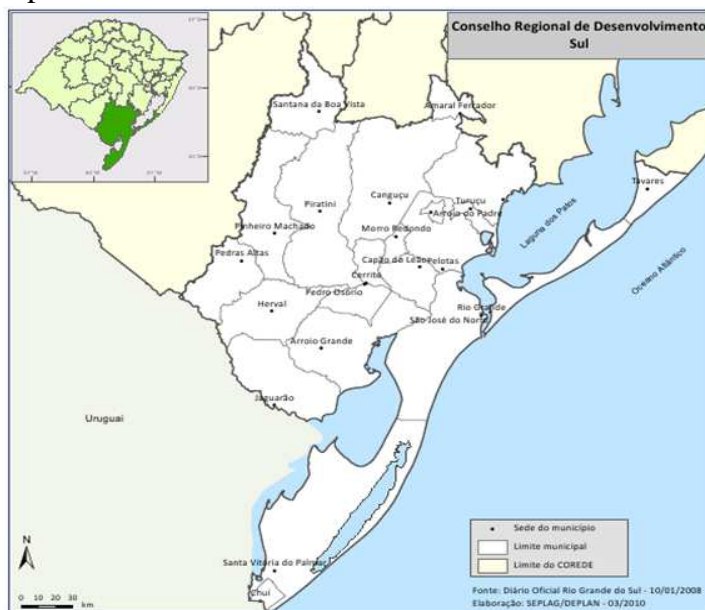 Conselho Regional de Desenvolvimento
Sul
Santana da Boa Vista
Amaral Ferrador
Tavares
Canguçu
Turuçu
Piratini
Arroio do Padre
Pinheiro Machado
Morro Redondo
Laguna dos Patos
Pedras Altas
Capão do Leão
Pelotas
Oceano Atlântico
Cerrito
Pedro Osório
Herval
Rio Grande
São José do Norte
Arroio Grande
Jaguarão
Uruguai
N
Santa Vitória do Palmar
Chuí
0 10 20 30
km
Sede do município
Limite municipal
Limite do COREDE
Fonte: Diário Oficial Rio Grande do Sul - 10/01/2008
Elaboração: SEPLAG/DEPLAN - 03/2010